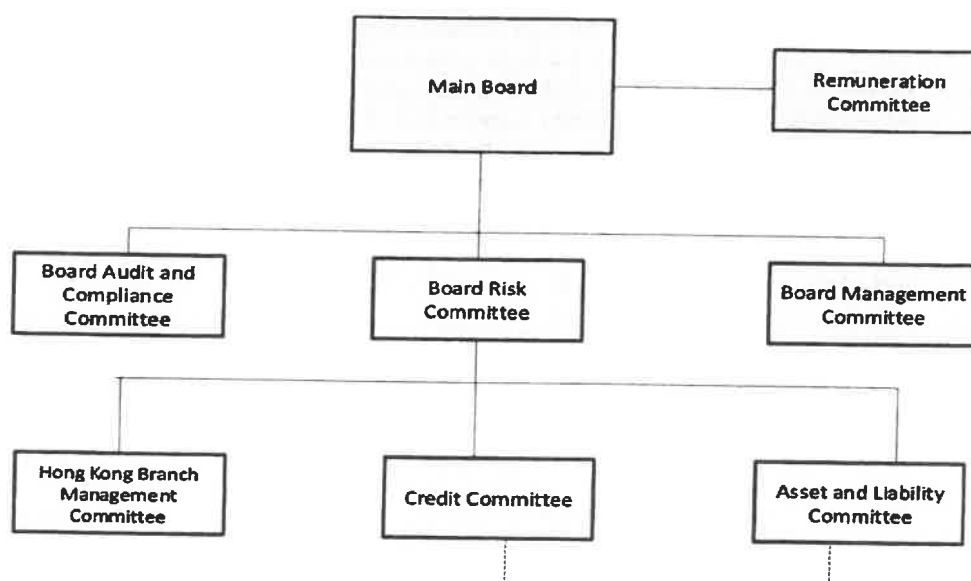 Main Board
Remuneration
Committee
Board Audit and
Compliance
Committee
Board Risk
Committee
Board Management
Committee
Hong Kong Branch
Management
Committee
Credit Committee
Asset and Liability
Committee